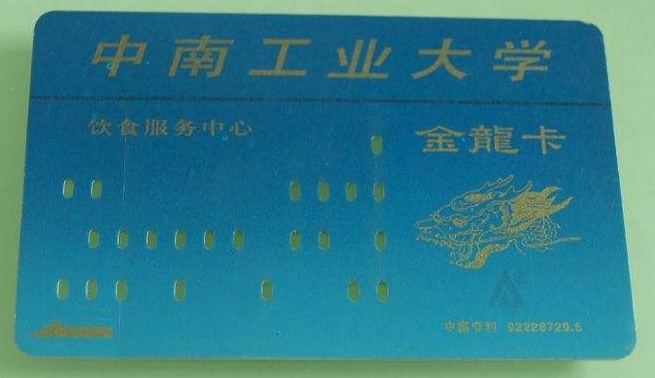 中南工业大学
饮食服务中心
金龍卡
中国专利 92228729.5